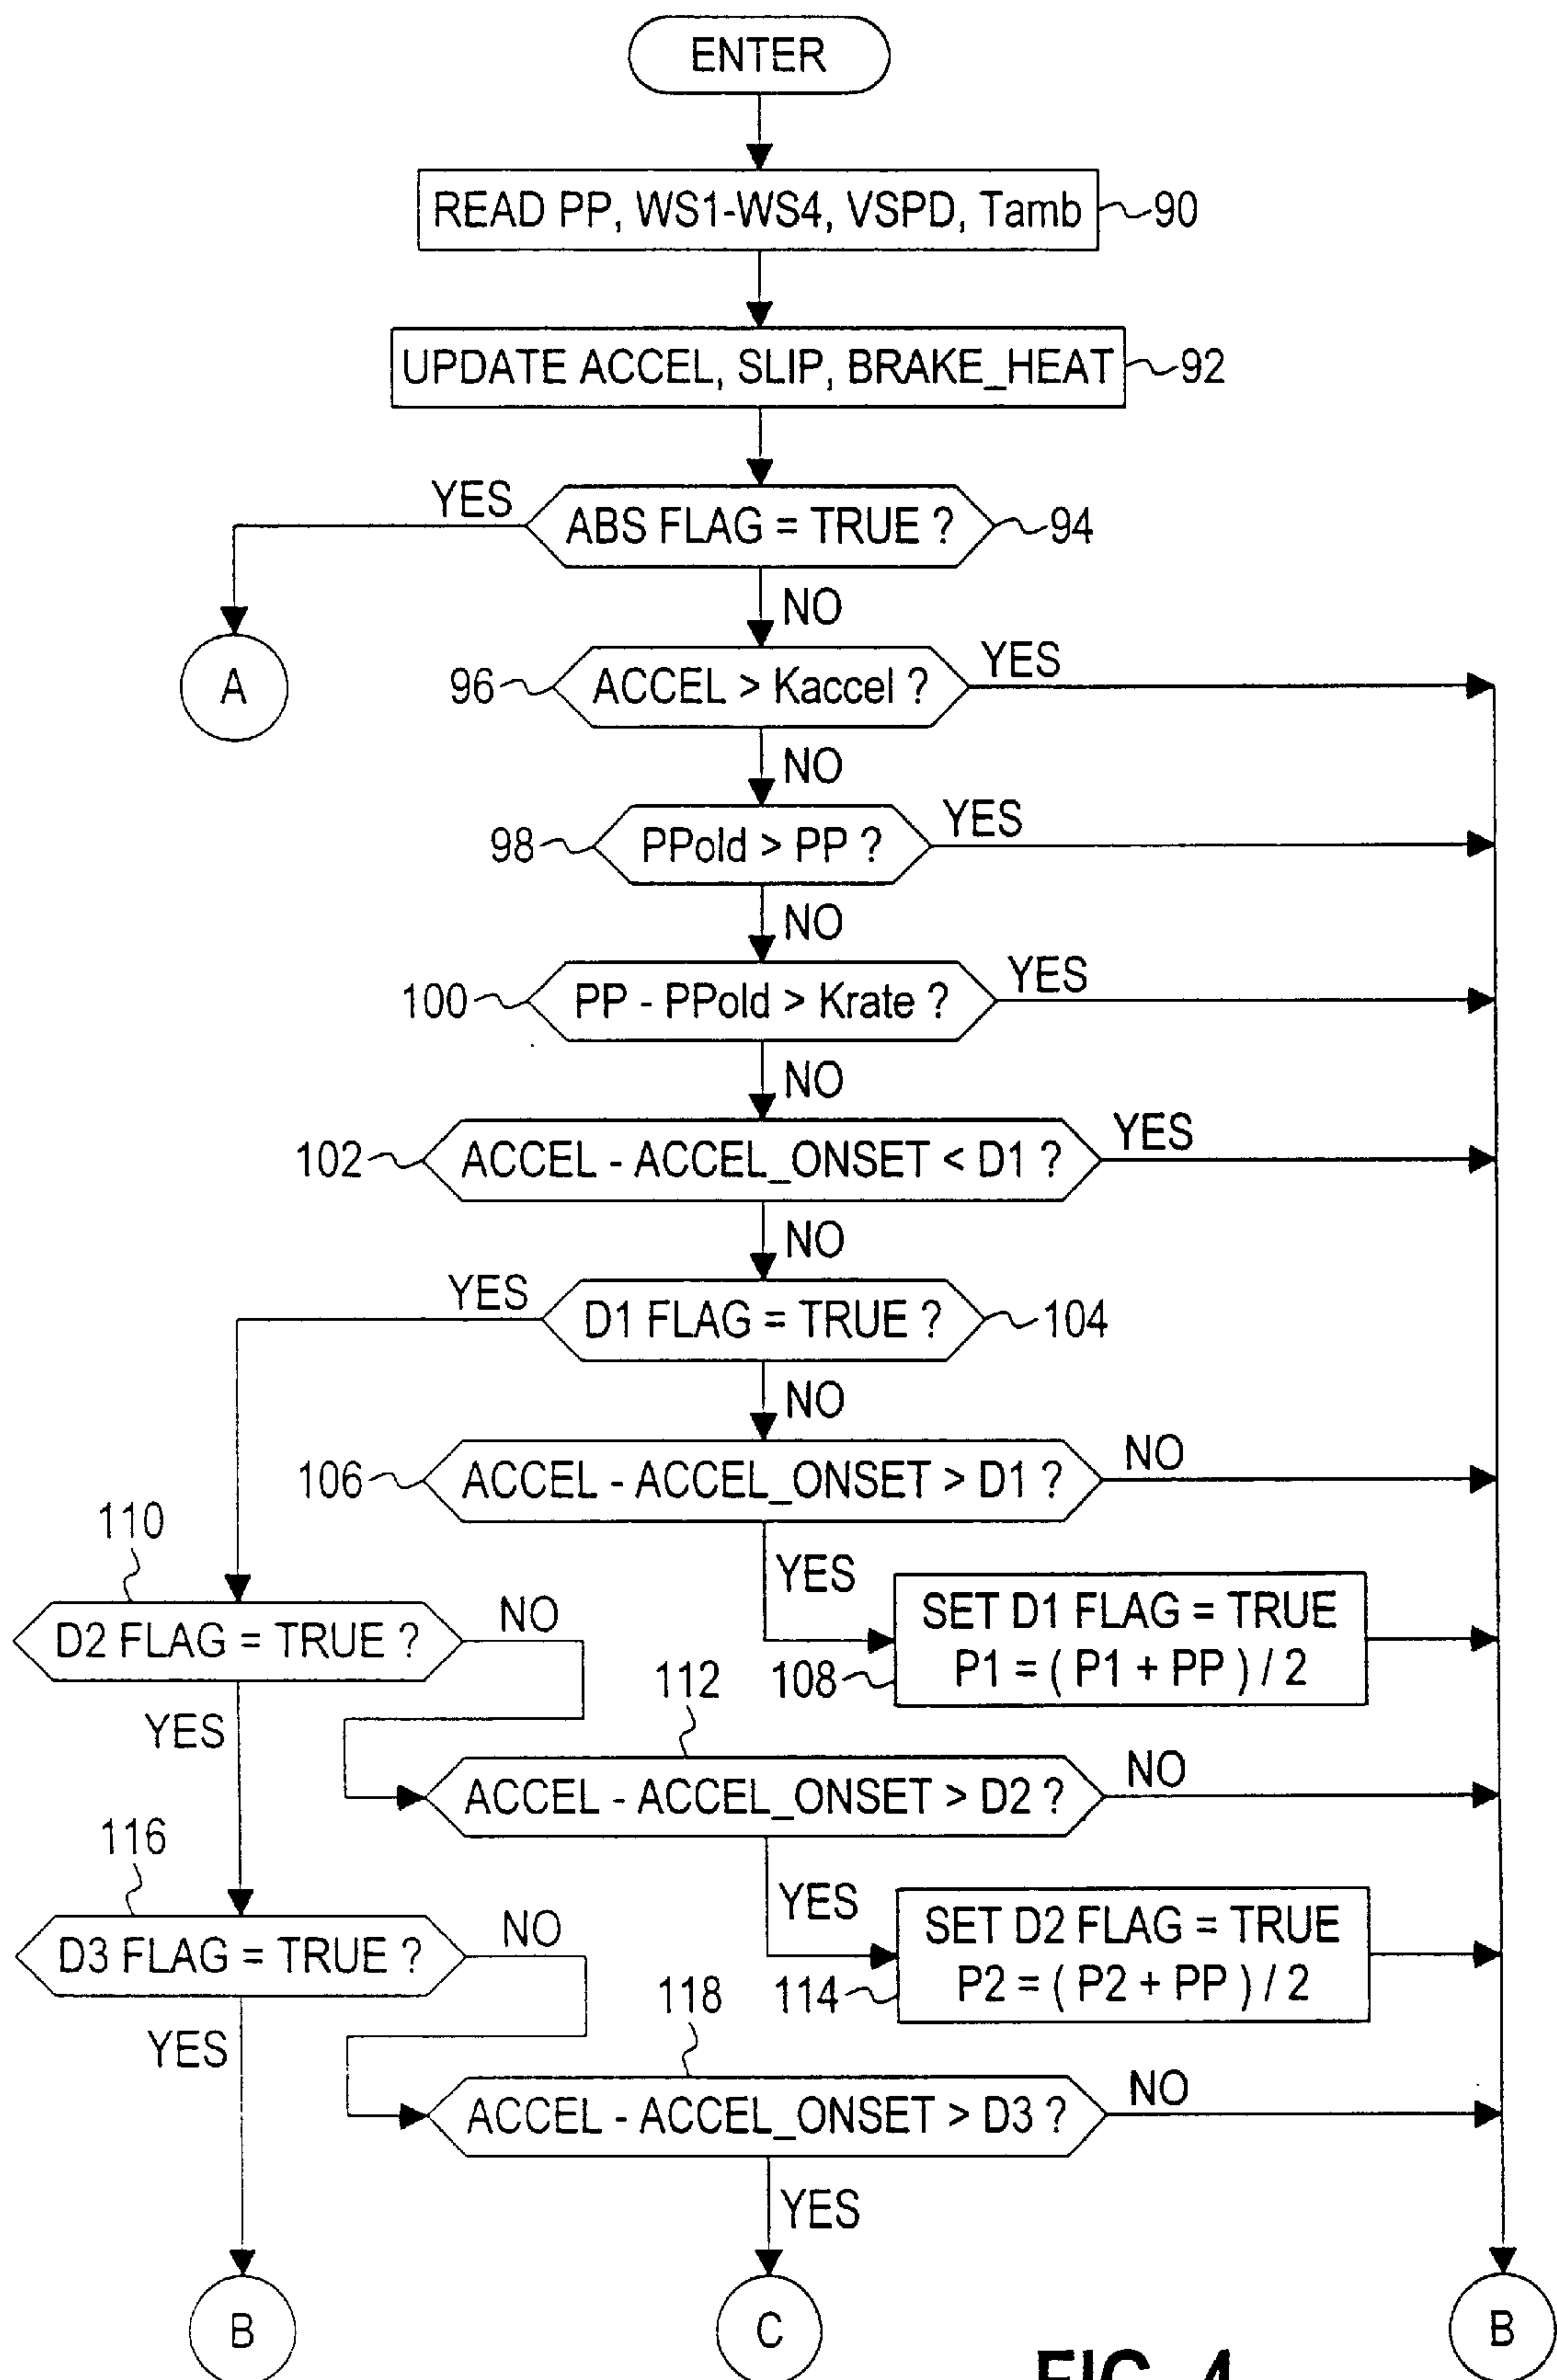 ENTER
READ PP, WS1-WS4, VSPD, Tamb
90
UPDATE ACCEL, SLIP, BRAKE_HEAT
92
YES
ABS FLAG = TRUE ?
94
NO
A
96
ACCEL > Kaccel ?
YES
NO
98
PPold > PP ?
YES
NO
100
PP - PPold > Krate ?
YES
NO
102
ACCEL - ACCEL_ONSET < D1 ?
YES
NO
YES
D1 FLAG = TRUE ?
104
NO
106
ACCEL - ACCEL_ONSET > D1 ?
NO
110
YES
SET D1 FLAG = TRUE
P1 = ( P1 + PP ) / 2
108
D2 FLAG = TRUE ?
NO
YES
112
ACCEL - ACCEL_ONSET > D2 ?
NO
116
YES
SET D2 FLAG = TRUE
P2 = ( P2 + PP ) / 2
114
D3 FLAG = TRUE ?
NO
YES
118
ACCEL - ACCEL_ONSET > D3 ?
NO
YES
B
C
B
FIG. 4